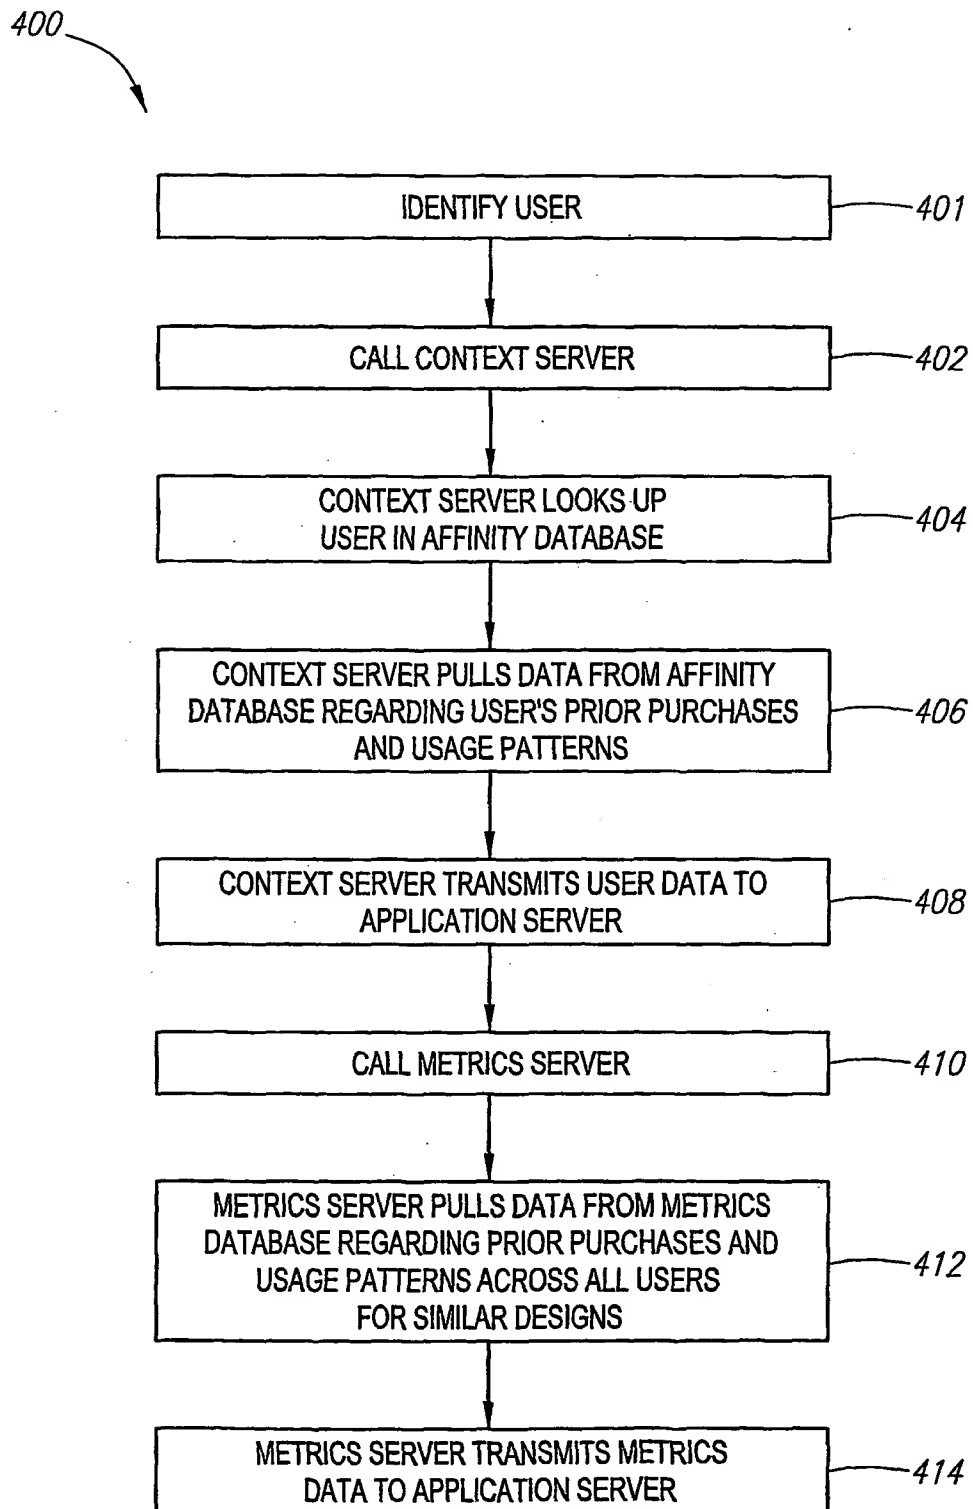 400
IDENTIFY USER
401
CALL CONTEXT SERVER
402
CONTEXT SERVER LOOKS UP
USER IN AFFINITY DATABASE
404
CONTEXT SERVER PULLS DATA FROM AFFINITY
DATABASE REGARDING USER'S PRIOR PURCHASES
AND USAGE PATTERNS
406
CONTEXT SERVER TRANSMITS USER DATA TO
APPLICATION SERVER
408
CALL METRICS SERVER
410
METRICS SERVER PULLS DATA FROM METRICS
DATABASE REGARDING PRIOR PURCHASES AND
USAGE PATTERNS ACROSS ALL USERS
FOR SIMILAR DESIGNS
412
METRICS SERVER TRANSMITS METRICS
DATA TO APPLICATION SERVER
414